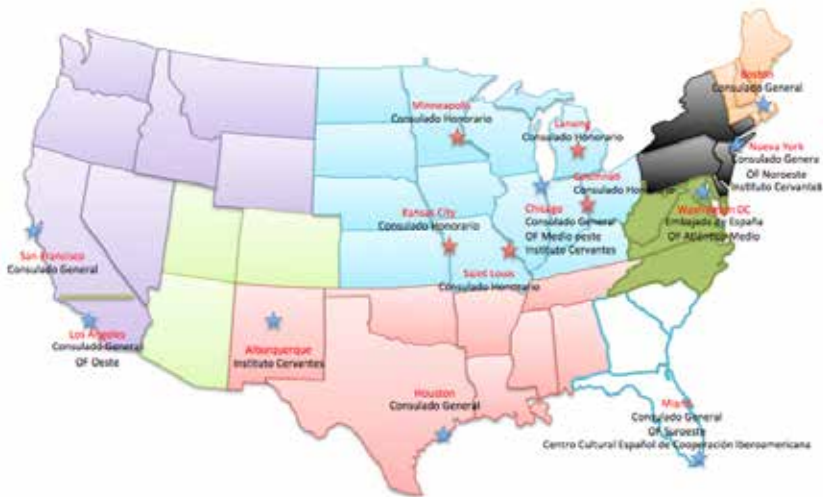 Boston
Consulado General
Minneapolis
Consulado Honorario
Lansing
Consulado Honorario
Nueva York
Consulado Genera
OF Noroeste
Instituto Cervantes
Cincinnati
Consulado Honorario
Washington DC
Embajada de España
OF Atlántico Medio
Kansas City
Consulado Honorario
Chicago
Consulado General
OF Medio oeste
Instituto Cervantes
San Francisco
Consulado General
Saint Louis
Consulado Honorario
Los Angeles
Consulado General
OF Oeste
Alburquerque
Instituto Cervantes
Houston
Consulado General
Miami
Consulado General
OF Suroeste
Centro Cultural Español de Cooperación Iberoamericana